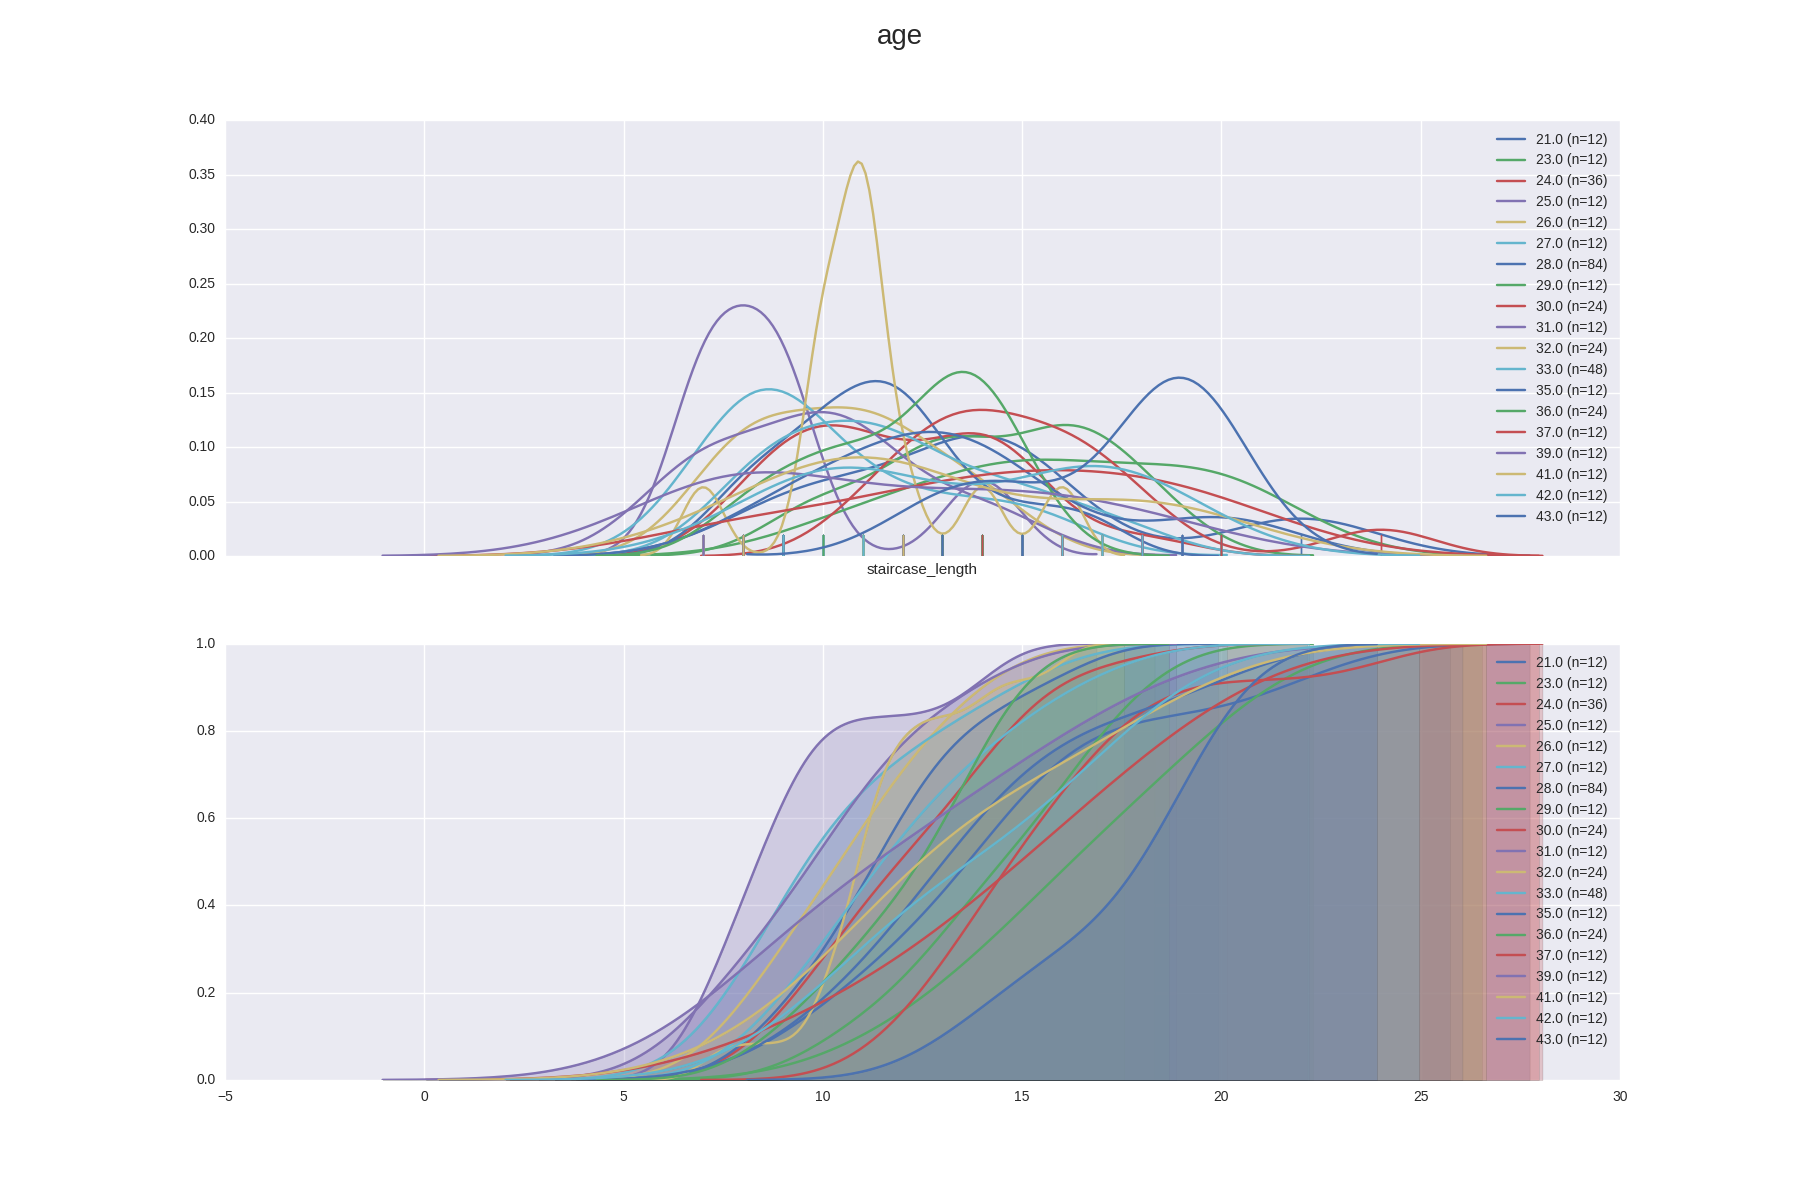 age
0.40
0.35
0.30
0.25
0.20
0.15
0.10
0.05
0.00
21.0 (n=12)
23.0 (n=12)
24.0 (n=36)
25.0 (n=12)
26.0 (n=12)
27.0 (n=12)
28.0 (n=84)
29.0 (n=12)
30.0 (n=24)
31.0 (n=12)
32.0 (n=24)
33.0 (n=48)
35.0 (n=12)
36.0 (n=24)
37.0 (n=12)
39.0 (n=12)
41.0 (n=12)
42.0 (n=12)
43.0 (n=12)
staircase_length
1.0
0.8
0.6
0.4
0.2
0.0
21.0 (n=12)
23.0 (n=12)
24.0 (n=36)
25.0 (n=12)
26.0 (n=12)
27.0 (n=12)
28.0 (n=84)
29.0 (n=12)
30.0 (n=24)
31.0 (n=12)
32.0 (n=24)
33.0 (n=48)
35.0 (n=12)
36.0 (n=24)
37.0 (n=12)
39.0 (n=12)
41.0 (n=12)
42.0 (n=12)
43.0 (n=12)
−5 0 5 10 15 20 25 30